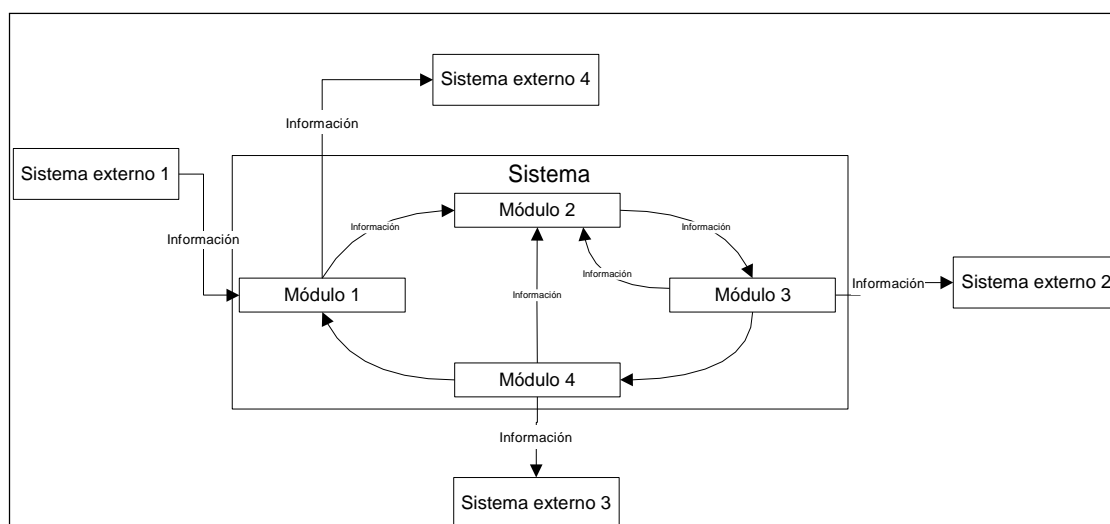 Sistema externo 4
Información
Sistema externo 1
Sistema
Módulo 2
Información
Información
Información
Información
Información
Sistema externo 2
Módulo 1
Información
Módulo 3
Módulo 4
Información
Sistema externo 3